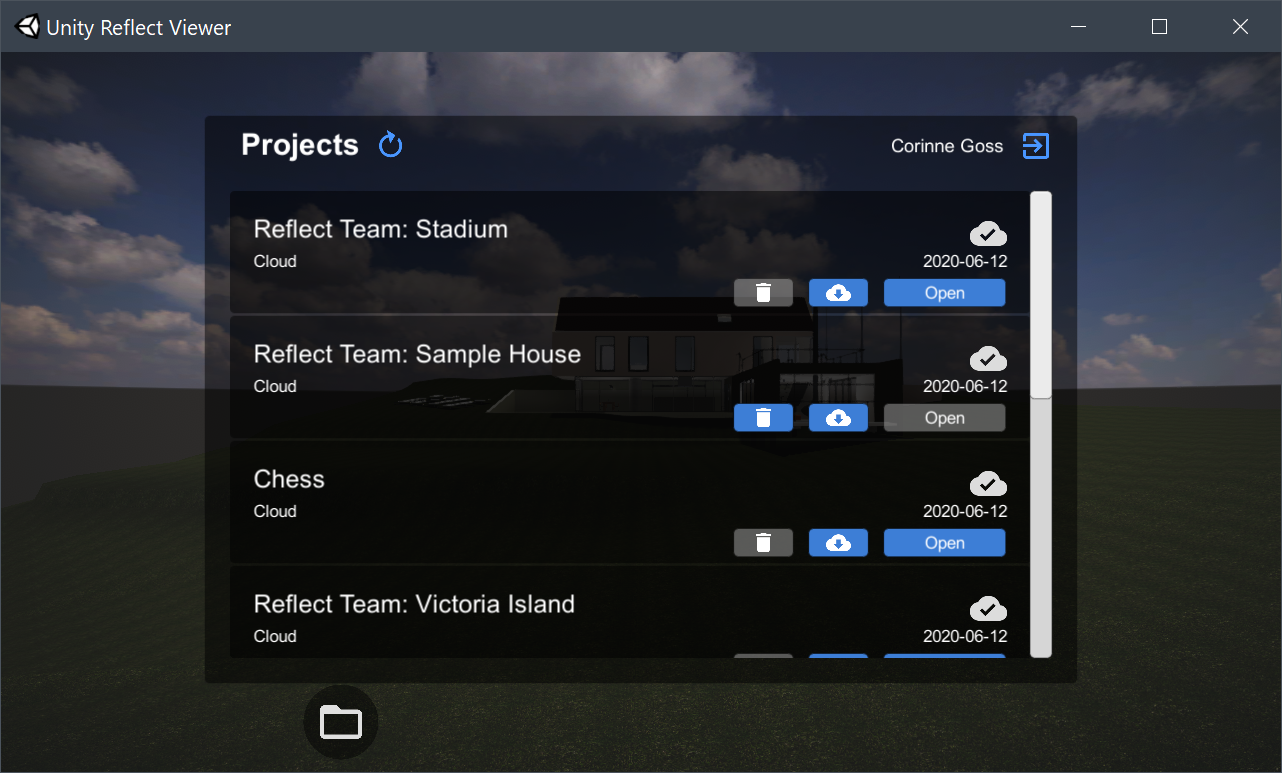 Unity Reflect Viewer
Projects
Corinne Goss
Reflect Team: Stadium
Cloud
2020-06-12
Open
Reflect Team: Sample House
Cloud
2020-06-12
Open
Chess
Cloud
2020-06-12
Open
Reflect Team: Victoria Island
Cloud
2020-06-12